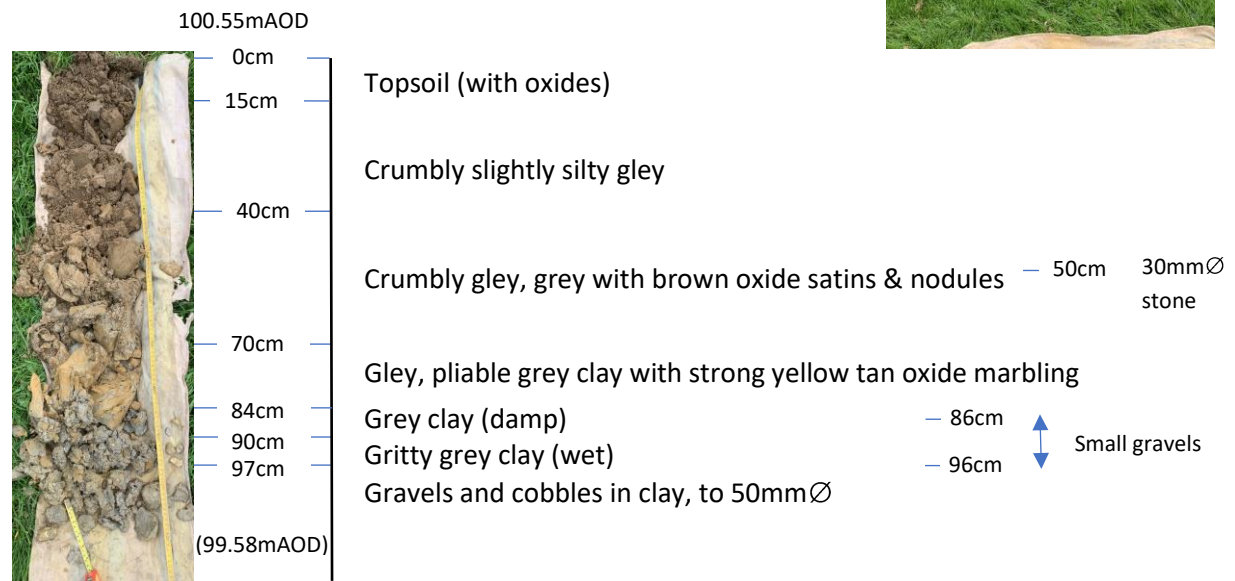 100.55mAOD
0cm
Topsoil (with oxides)
15cm
Crumbly slightly silty gley
40cm
Crumbly gley, grey with brown oxide satins & nodules
50cm
30mm∅
stone
70cm
Gley, pliable grey clay with strong yellow tan oxide marbling
84cm
Grey clay (damp)
86cm
90cm
Small gravels
Gritty grey clay (wet)
97cm
96cm
Gravels and cobbles in clay, to 50mm∅
(99.58mAOD)